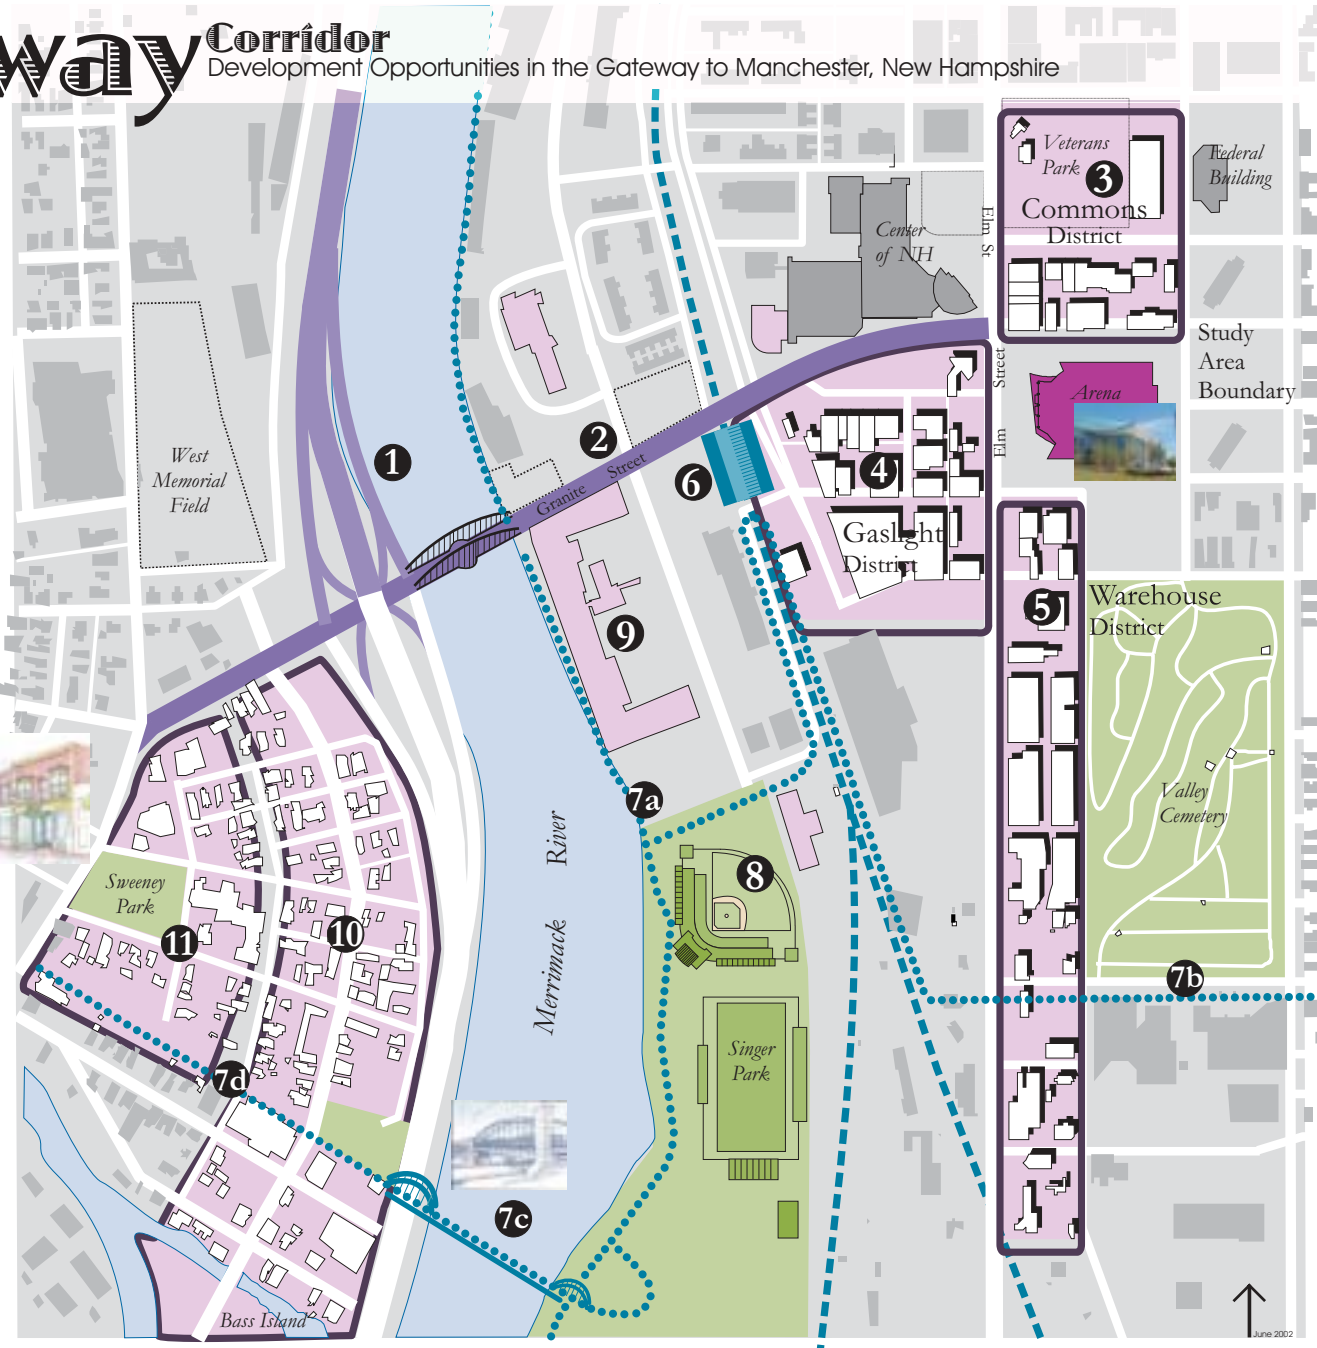 way Corridor
Development Opportunities in the Gateway to Manchester, New Hampshire
Veterans
Park
3
Commons
District
Federal
Building
Elm St
Center
of NH
Study
Area
Boundary
Elm Street
Arena
West
Memorial
Field
1
2
Granite Street
6
4
Gaslight
District
5
Warehouse
District
9
7a
Valley
Cemetery
Merrimack River
8
Sweeney
Park
11
10
7b
Singer
Park
7d
7c
Bass Island
June 2002